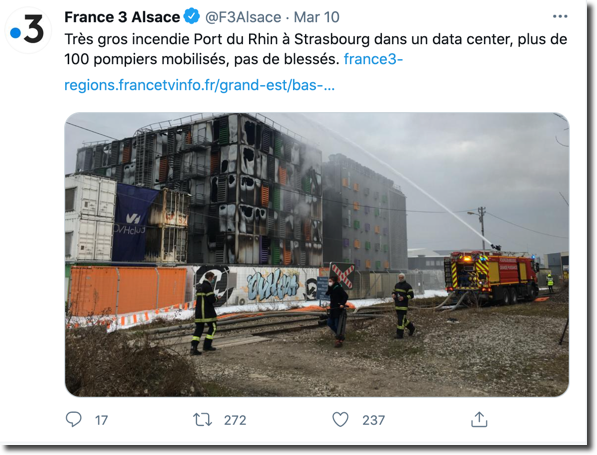 France 3 Alsace @F3Alsace · Mar 10
Très gros incendie Port du Rhin à Strasbourg dans un data center, plus de
100 pompiers mobilisés, pas de blessés. france3-
regions.francetvinfo.fr/grand-est/bas-...
OVHcloud
17 272 237